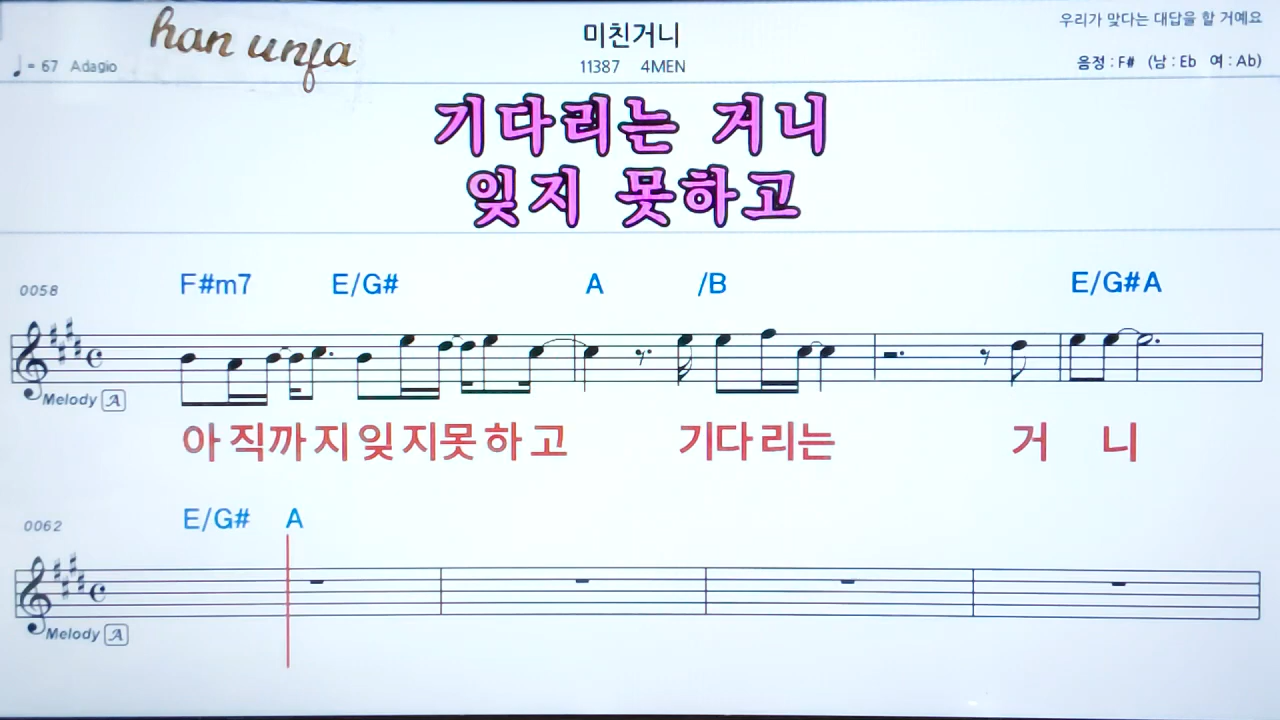 han unfa
미친거니
우리가 맞다는 대답을 할 거예요
♩= 67 Adagio
11387 4MEN
음정 : F# (남 : Eb 여 : Ab)
기다리는 거니
잊지 못하고
0058
F#m7 E/G# A /B E/G# A
Melody A
아 직까 지 잊 지못 하 고 기다 리는 거 니
0062
E/G# A
Melody A